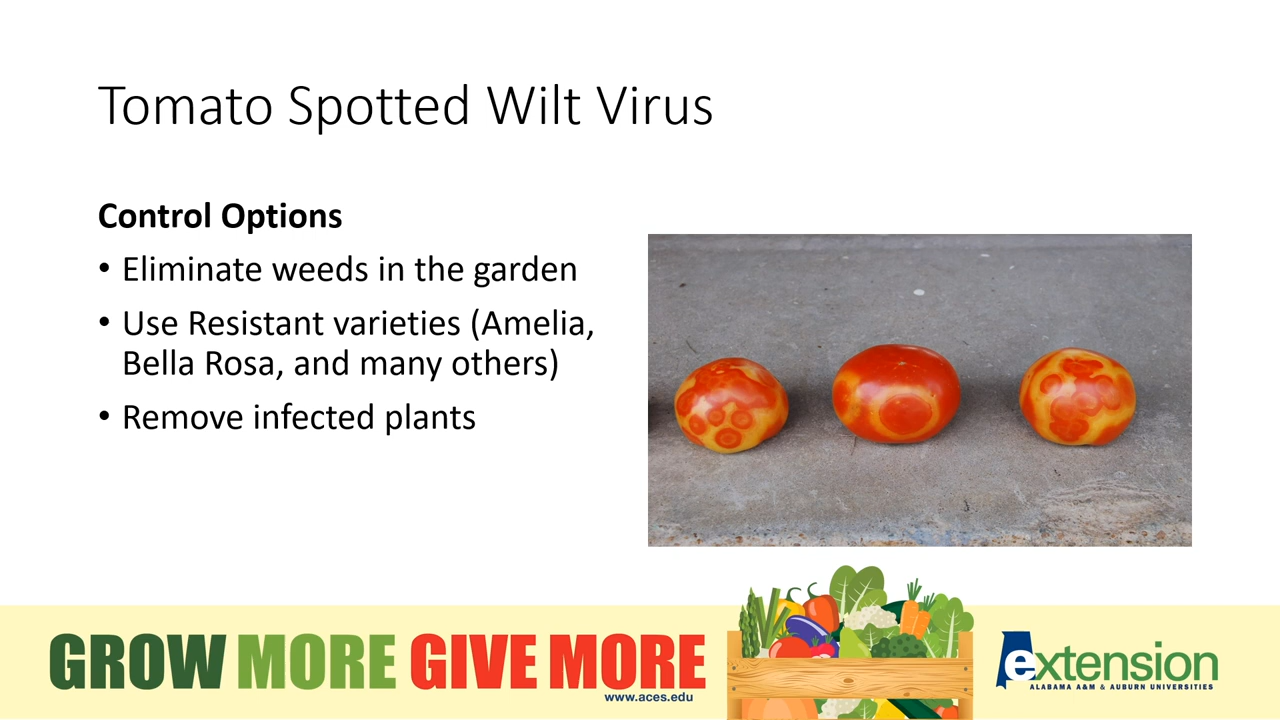 Tomato Spotted Wilt Virus
Control Options
• Eliminate weeds in the garden
• Use Resistant varieties (Amelia,
Bella Rosa, and many others)
• Remove infected plants
GROW MORE GIVE MORE
www.aces.edu
extension
ALABAMA A&M & AUBURN UNIVERSITIES